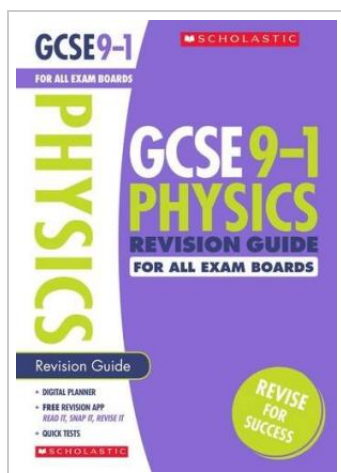 GCSE 9-1
FOR ALL EXAM BOARDS
PHYSICS
Revision Guide
• DIGITAL PLANNER
• FREE REVISION APP
READ IT, SNAP IT, REVISE IT
• QUICK TESTS
SCHOLASTIC
SCHOLASTIC
GCSE 9–1
PHYSICS
REVISION GUIDE
FOR ALL EXAM BOARDS
REVISE
FOR
SUCCESS